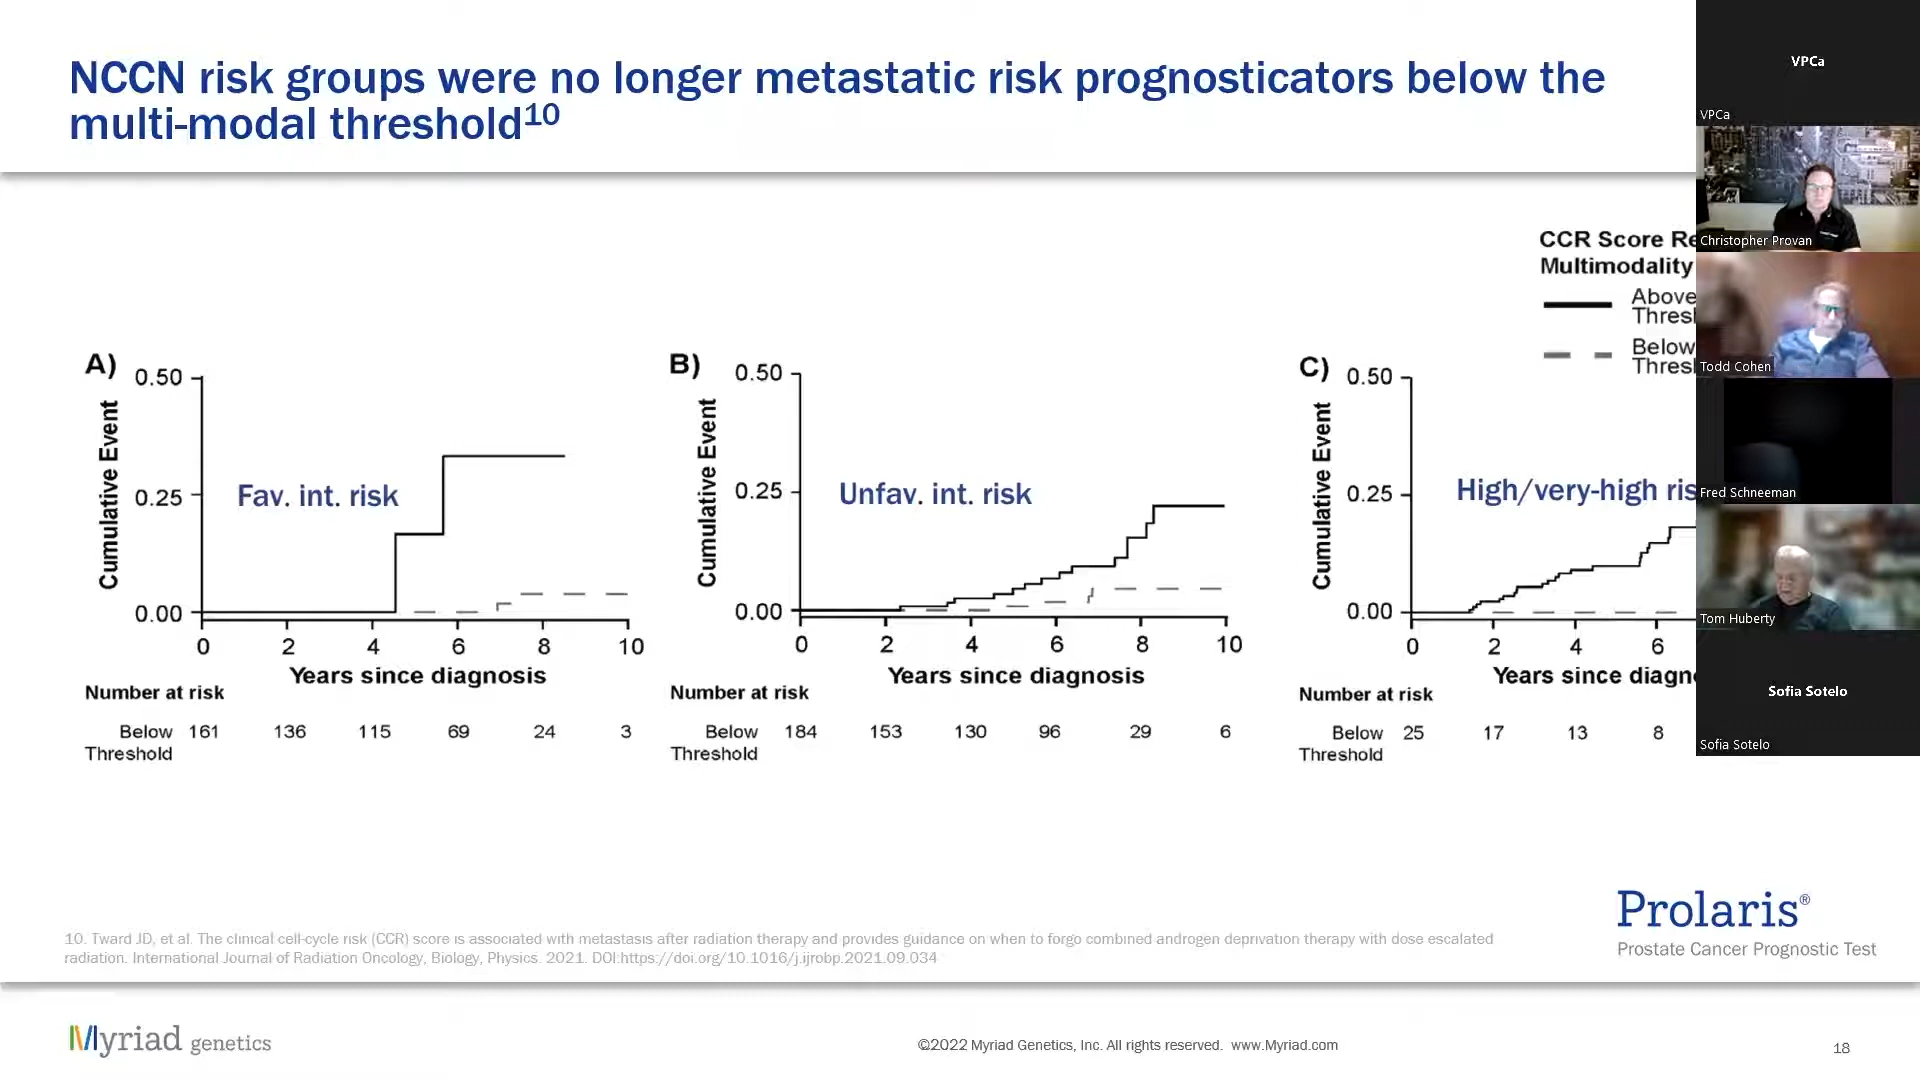 NCCN risk groups were no longer metastatic risk prognosticators below the
multi-modal threshold10
VPCa
VPCa
Christopher Provan
Todd Cohen
Fred Schneeman
Tom Huberty
Sofia Sotelo
Sofia Sotelo
CCR Score Re
Multimodality
Above
Thresh
Below
Thresh
A)
Cumulative Event
0.50
0.25
0.00
Fav. int. risk
0 2 4 6 8 10
Years since diagnosis
Number at risk
Below 161 136 115 69 24 3
Threshold
B)
Cumulative Event
0.50
0.25
0.00
Unfav. int. risk
0 2 4 6 8 10
Years since diagnosis
Number at risk
Below 184 153 130 96 29 6
Threshold
C)
Cumulative Event
0.50
0.25
0.00
High/very-high ris
0 2 4 6
Years since diagn
Number at risk
Below 25 17 13 8
Threshold
10. Tward JD, et al. The clinical cell-cycle risk (CCR) score is associated with metastasis after radiation therapy and provides guidance on when to forgo combined androgen deprivation therapy with dose escalated
radiation. International Journal of Radiation Oncology, Biology, Physics. 2021. DOI:https://doi.org/10.1016/j.ijrobp.2021.09.034
Prolaris®
Prostate Cancer Prognostic Test
Myriad genetics
©2022 Myriad Genetics, Inc. All rights reserved. www.Myriad.com
18